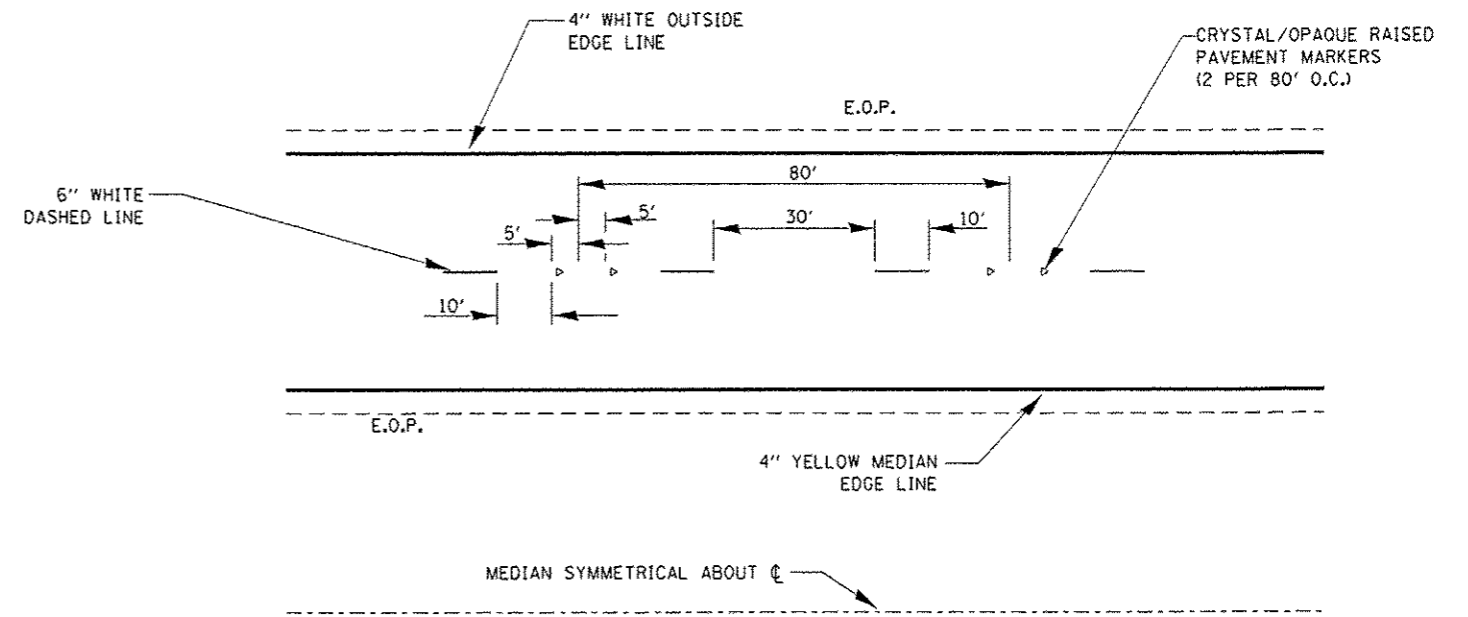 4" WHITE OUTSIDE
EDGE LINE
CRYSTAL/OPAQUE RAISED
PAVEMENT MARKERS
(2 PER 80' O.C.)
E.O.P.
6" WHITE
DASHED LINE
80'
5'
30'
10'
5'
10'
E.O.P.
4" YELLOW MEDIAN
EDGE LINE
MEDIAN SYMMETRICAL ABOUT ℄